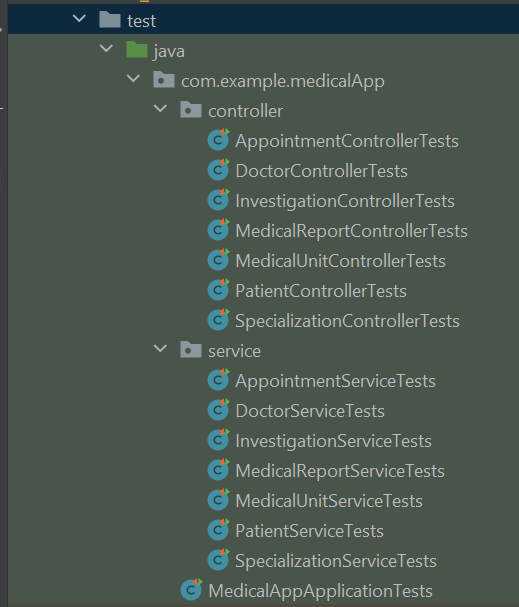 test
java
com.example.medicalApp
controller
AppointmentControllerTests
DoctorControllerTests
InvestigationControllerTests
MedicalReportControllerTests
MedicalUnitControllerTests
PatientControllerTests
SpecializationControllerTests
service
AppointmentServiceTests
DoctorServiceTests
InvestigationServiceTests
MedicalReportServiceTests
MedicalUnitServiceTests
PatientServiceTests
SpecializationServiceTests
MedicalAppApplicationTests